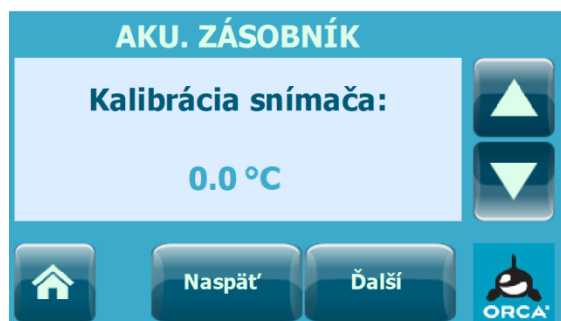 AKU. ZÁSOBNÍK
Kalibrácia snímača:
0.0 °C
Naspäť
Ďalší
ORCA